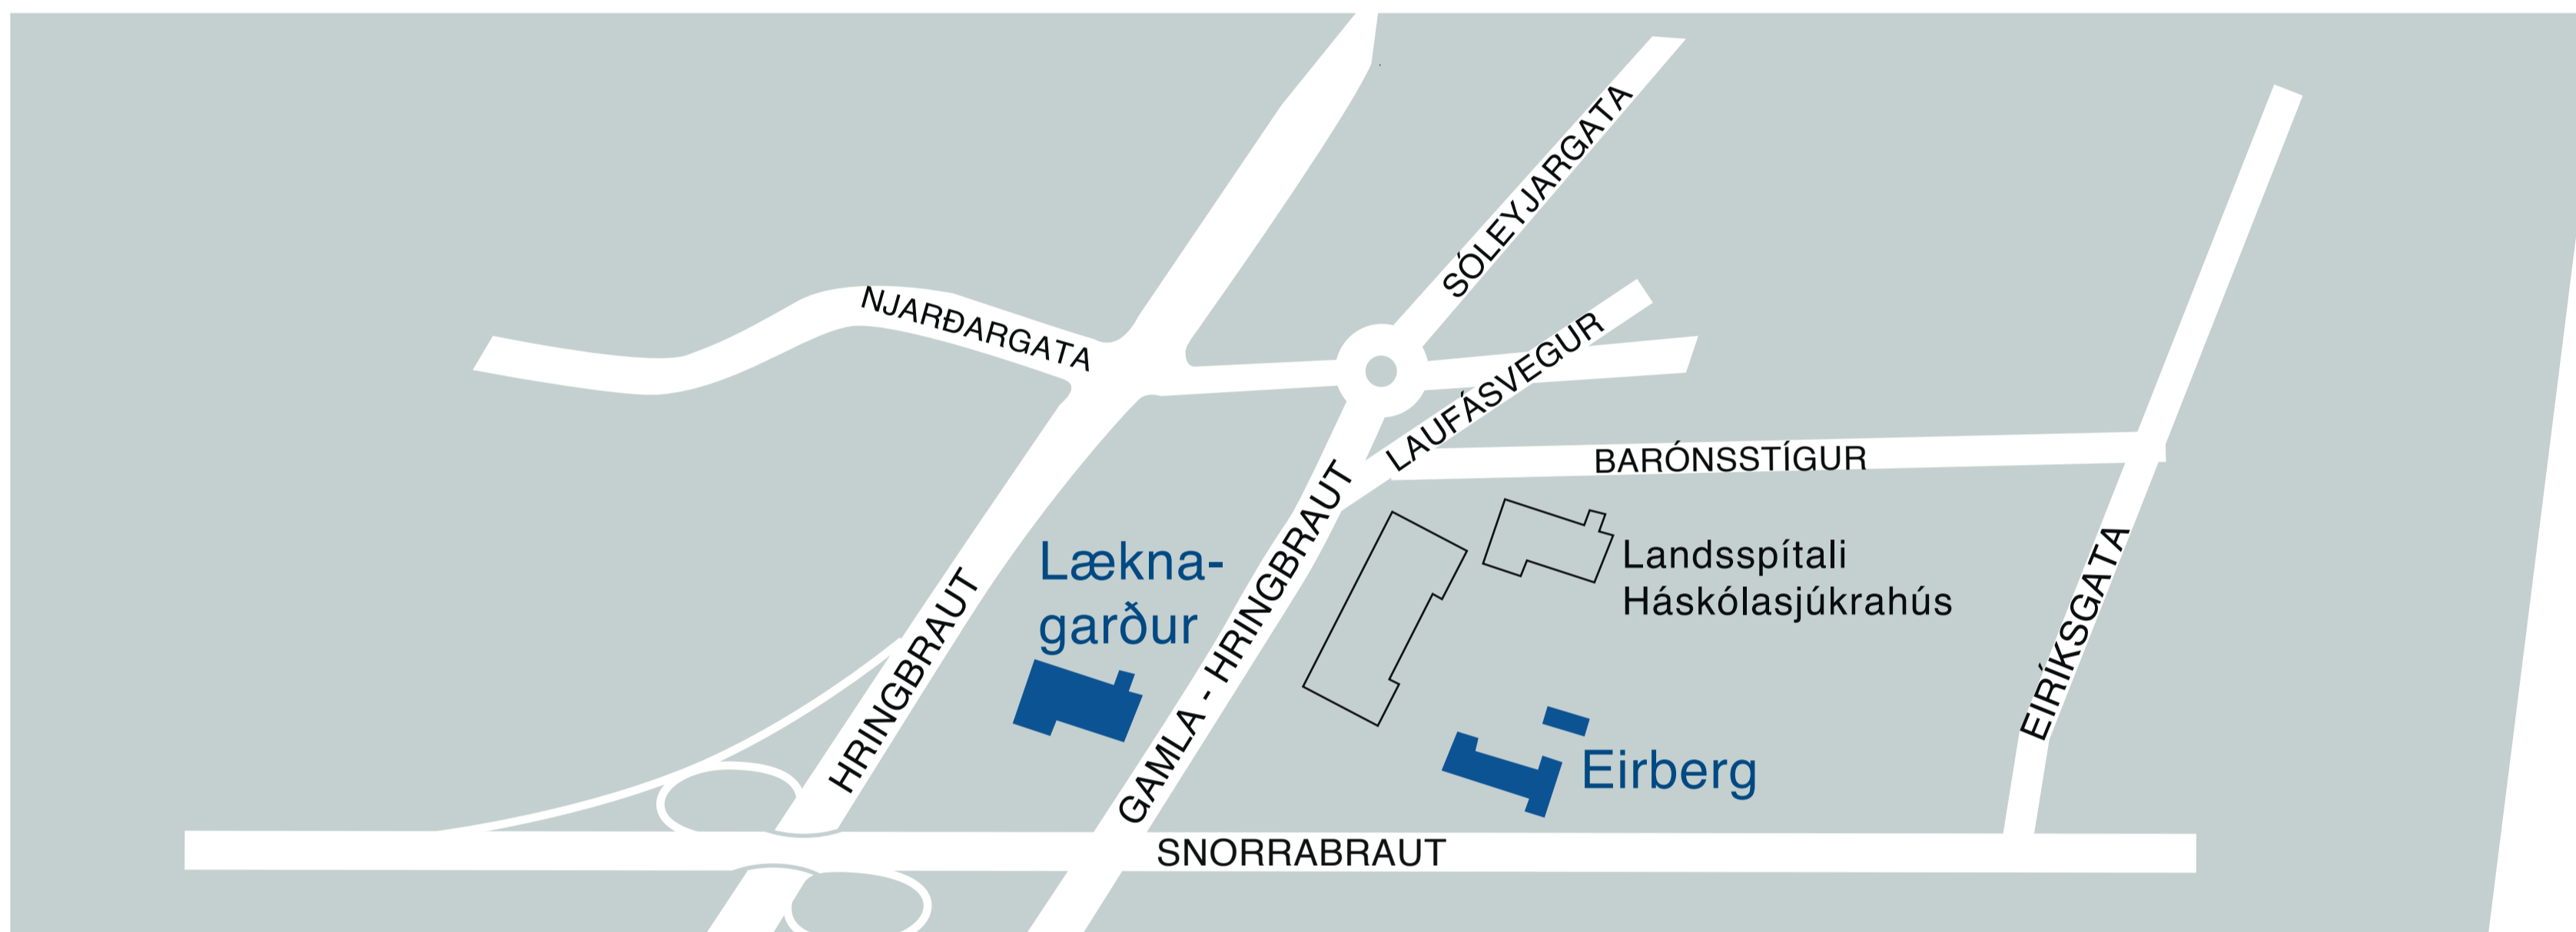 SÓLEYJARGATA
NJARÐARGATA
LAUFÁSVEGUR
BARÓNSSTÍGUR
HRINGBRAUT
Lækna-
garður
GAMLA - HRINGBRAUT
Landsspítali
Háskólasjúkrahús
EIRÍKSGATA
Eirberg
SNORRABRAUT